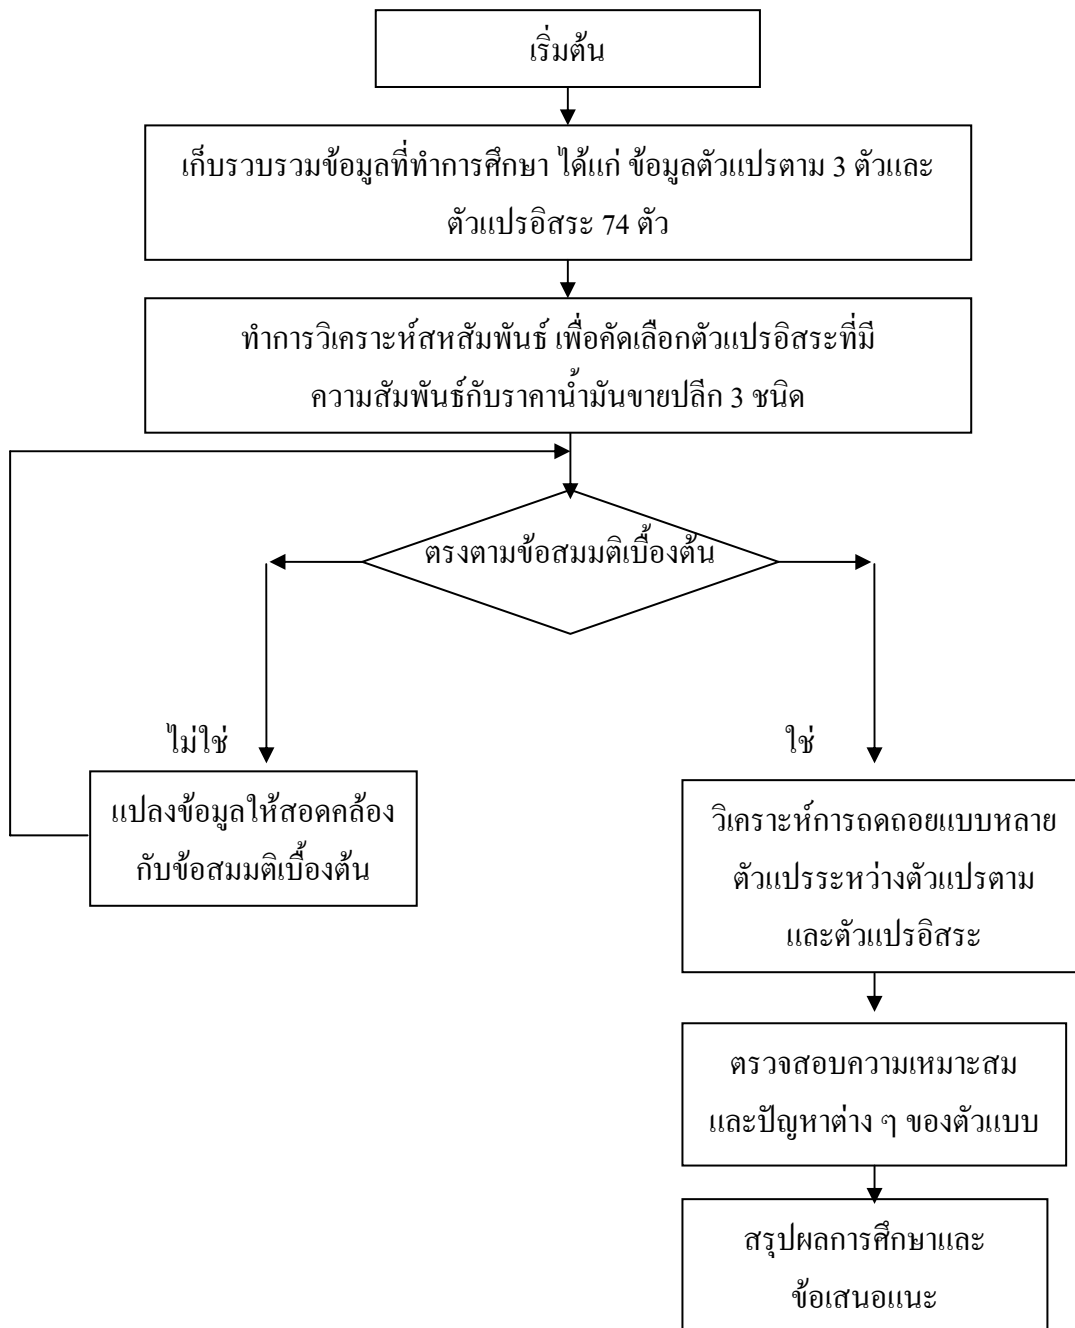 เริ่มต้น
เก็บรวบรวมข้อมูลที่ทำการศึกษา ได้แก่ ข้อมูลตัวแปรตาม 3 ตัวและ
ตัวแปรอิสระ 74 ตัว
ทำการวิเคราะห์สหสัมพันธ์ เพื่อคัดเลือกตัวแปรอิสระที่มี
ความสัมพันธ์กับราคาน้ำมันขายปลีก 3 ชนิด
ตรงตามข้อสมมติเบื้องต้น
ไม่ใช่
ใช่
แปลงข้อมูลให้สอดคล้อง
กับข้อสมมติเบื้องต้น
วิเคราะห์การถดถอยแบบหลาย
ตัวแปรระหว่างตัวแปรตาม
และตัวแปรอิสระ
ตรวจสอบความเหมาะสม
และปัญหาต่าง ๆ ของตัวแบบ
สรุปผลการศึกษาและ
ข้อเสนอแนะ